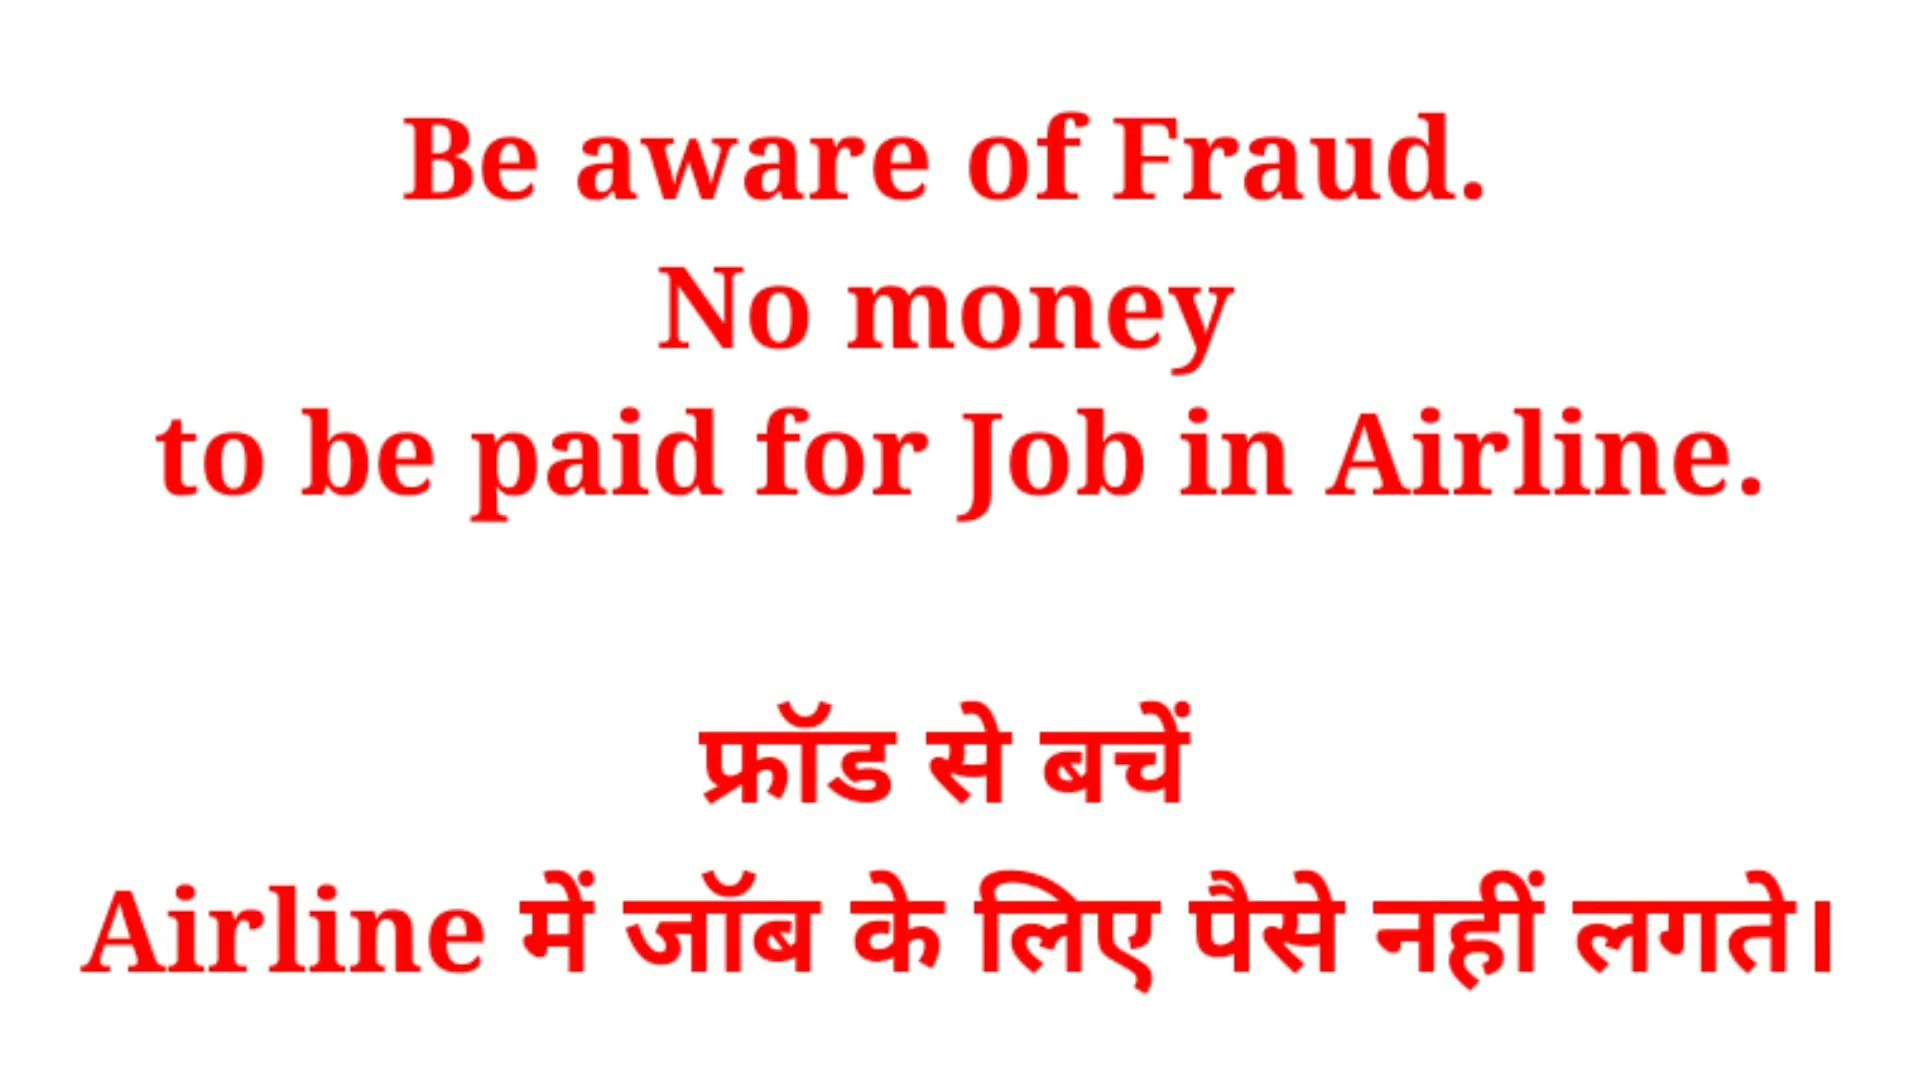 Be aware of Fraud.
No money
to be paid for Job in Airline.
फ्रॉड से बचें
Airline में जॉब के लिए पैसे नहीं लगते।